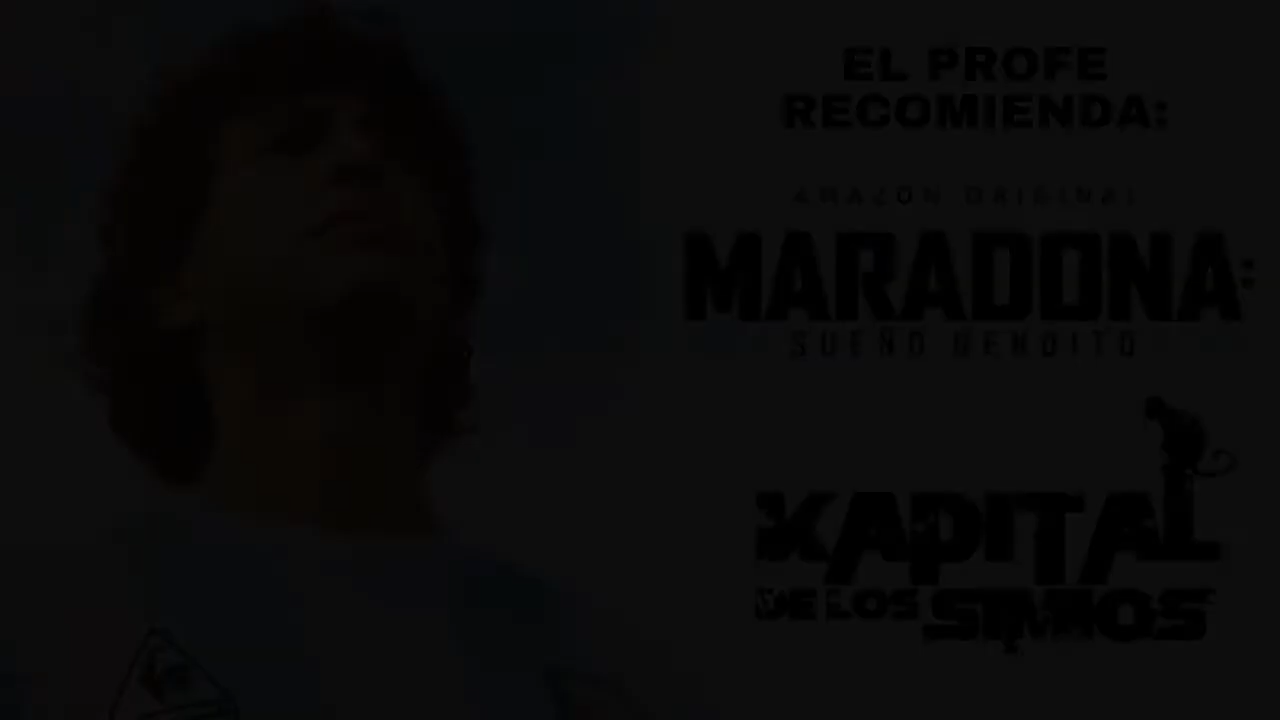 EL PROFE
RECOMIENDA:
AMAZON ORIGINAL
MARADONA:
SUEÑO BENDITO
KAPITAL
DE LOS SIMIOS